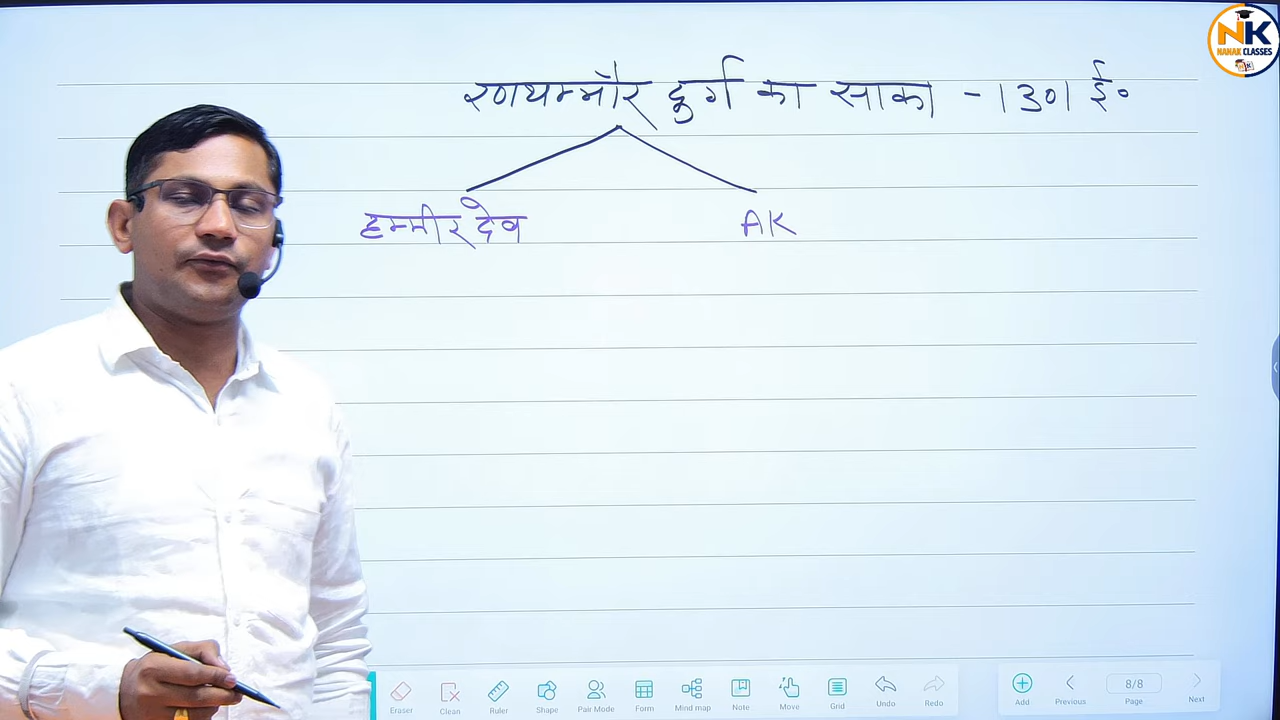 NK
NANAK CLASSES
रणथम्भौर दुर्ग का साका - 1301 ई०
हम्मीर देव AK
Eraser Clean Ruler Shape Pair Mode Form Mind map Note Move Grid Undo Redo Add Previous 8/8 Page Next